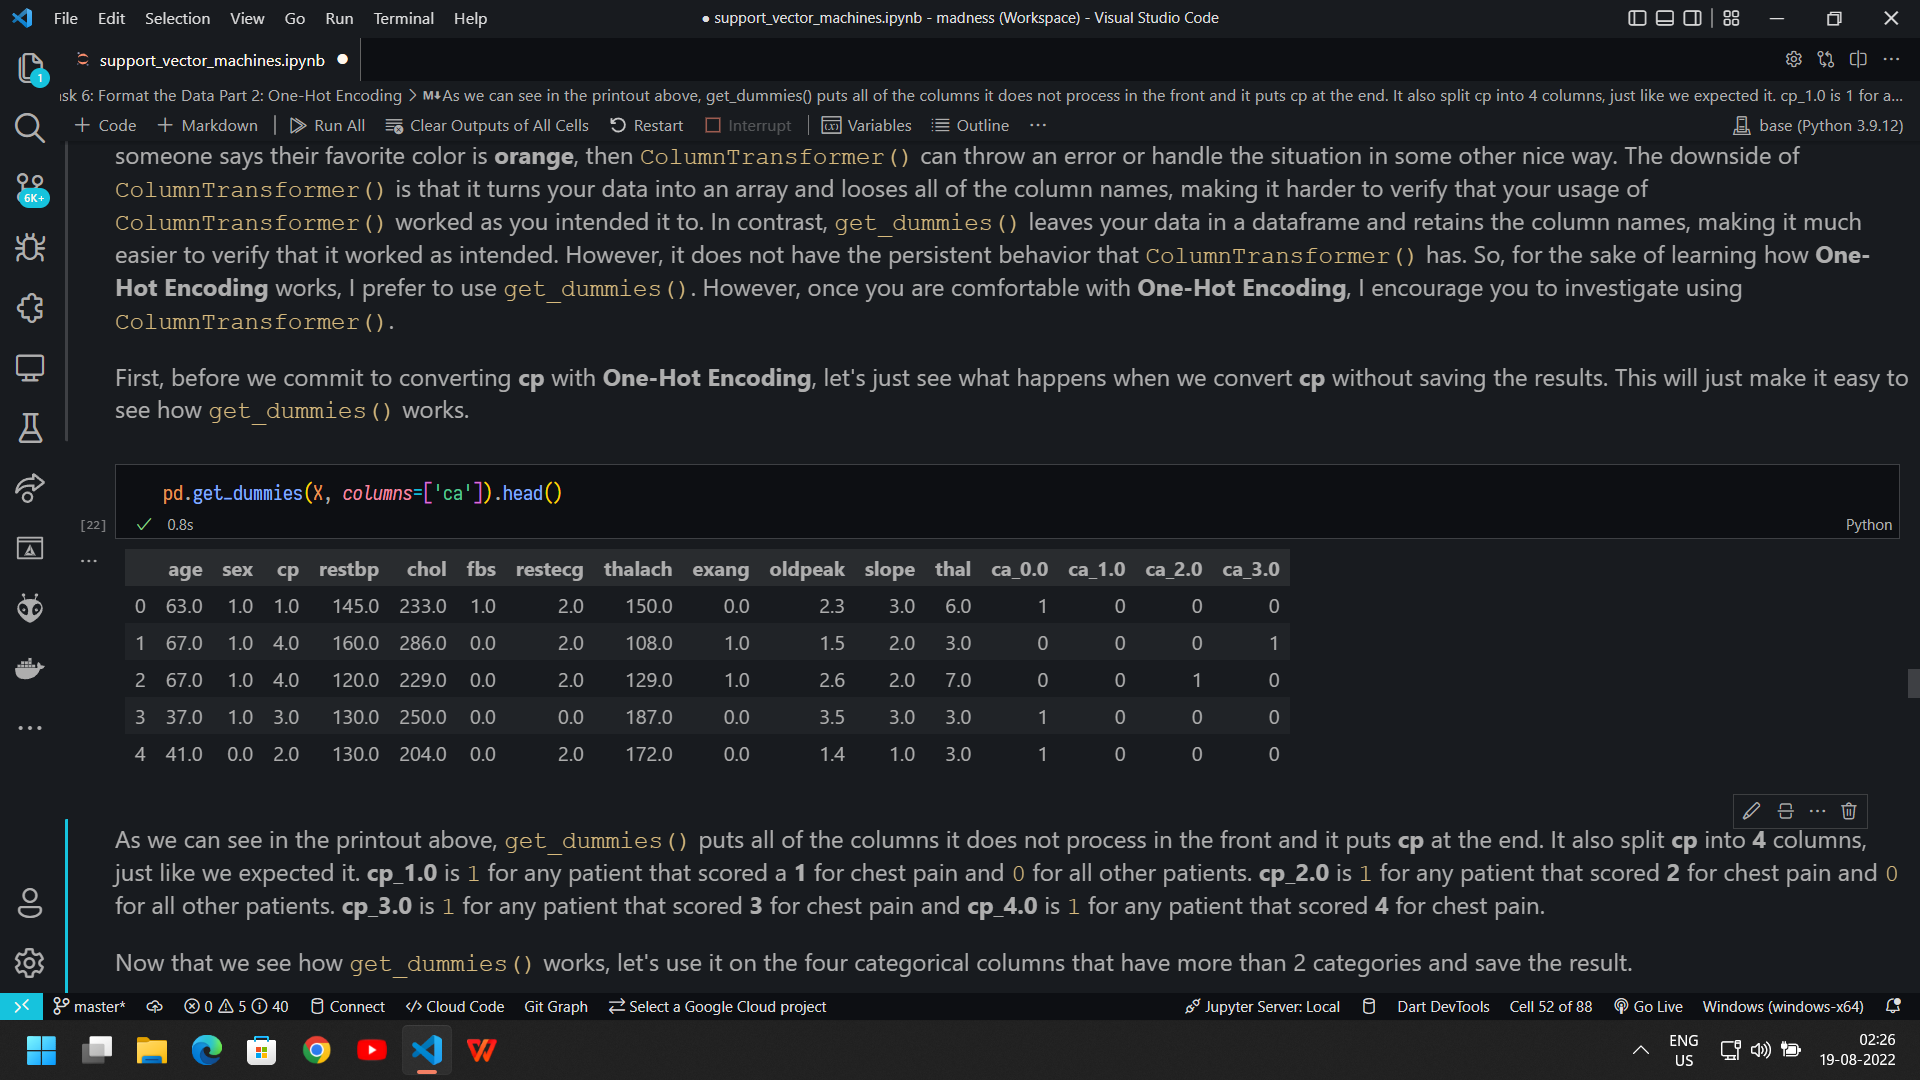 File Edit Selection View Go Run Terminal Help
● support_vector_machines.ipynb - madness (Workspace) - Visual Studio Code
support_vector_machines.ipynb ●
1
sk 6: Format the Data Part 2: One-Hot Encoding > M↓As we can see in the printout above, get_dummies() puts all of the columns it does not process in the front and it puts cp at the end. It also split cp into 4 columns, just like we expected it. cp_1.0 is 1 for a...
+ Code + Markdown | Run All Clear Outputs of All Cells Restart Interrupt | Variables Outline ··· base (Python 3.9.12)
6K+
someone says their favorite color is orange, then ColumnTransformer() can throw an error or handle the situation in some other nice way. The downside of
ColumnTransformer() is that it turns your data into an array and looses all of the column names, making it harder to verify that your usage of
ColumnTransformer() worked as you intended it to. In contrast, get_dummies() leaves your data in a dataframe and retains the column names, making it much
easier to verify that it worked as intended. However, it does not have the persistent behavior that ColumnTransformer() has. So, for the sake of learning how One-
Hot Encoding works, I prefer to use get_dummies(). However, once you are comfortable with One-Hot Encoding, I encourage you to investigate using
ColumnTransformer().
First, before we commit to converting cp with One-Hot Encoding, let's just see what happens when we convert cp without saving the results. This will just make it easy to
see how get_dummies() works.
pd.get_dummies(X, columns=['ca']).head()
[22] ✓ 0.8s Python
...
age sex cp restbp chol fbs restecg thalach exang oldpeak slope thal ca_0.0 ca_1.0 ca_2.0 ca_3.0
0 63.0 1.0 1.0 145.0 233.0 1.0 2.0 150.0 0.0 2.3 3.0 6.0 1 0 0 0
1 67.0 1.0 4.0 160.0 286.0 0.0 2.0 108.0 1.0 1.5 2.0 3.0 0 0 0 1
2 67.0 1.0 4.0 120.0 229.0 0.0 2.0 129.0 1.0 2.6 2.0 7.0 0 0 1 0
3 37.0 1.0 3.0 130.0 250.0 0.0 0.0 187.0 0.0 3.5 3.0 3.0 1 0 0 0
4 41.0 0.0 2.0 130.0 204.0 0.0 2.0 172.0 0.0 1.4 1.0 3.0 1 0 0 0
As we can see in the printout above, get_dummies() puts all of the columns it does not process in the front and it puts cp at the end. It also split cp into 4 columns,
just like we expected it. cp_1.0 is 1 for any patient that scored a 1 for chest pain and 0 for all other patients. cp_2.0 is 1 for any patient that scored 2 for chest pain and 0
for all other patients. cp_3.0 is 1 for any patient that scored 3 for chest pain and cp_4.0 is 1 for any patient that scored 4 for chest pain.
Now that we see how get_dummies() works, let's use it on the four categorical columns that have more than 2 categories and save the result.
master* 0 5 40 Connect Cloud Code Git Graph Select a Google Cloud project Jupyter Server: Local Dart DevTools Cell 52 of 88 Go Live Windows (windows-x64)
ENG
US
02:26
19-08-2022